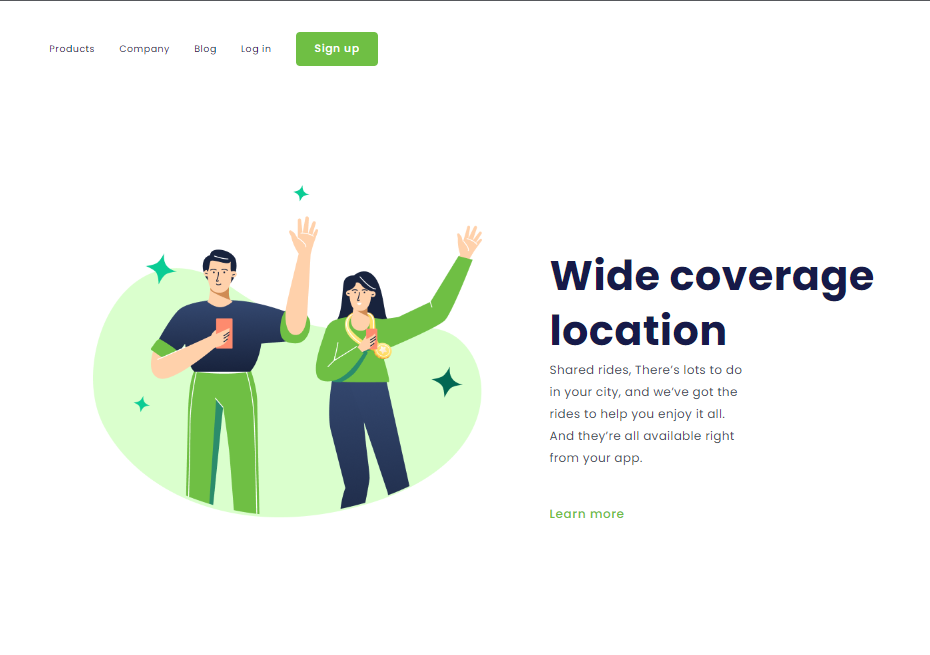 Products Company Blog Log in Sign up
Wide coverage
location
Shared rides, There's lots to do
in your city, and we've got the
rides to help you enjoy it all.
And they're all available right
from your app.
Learn more